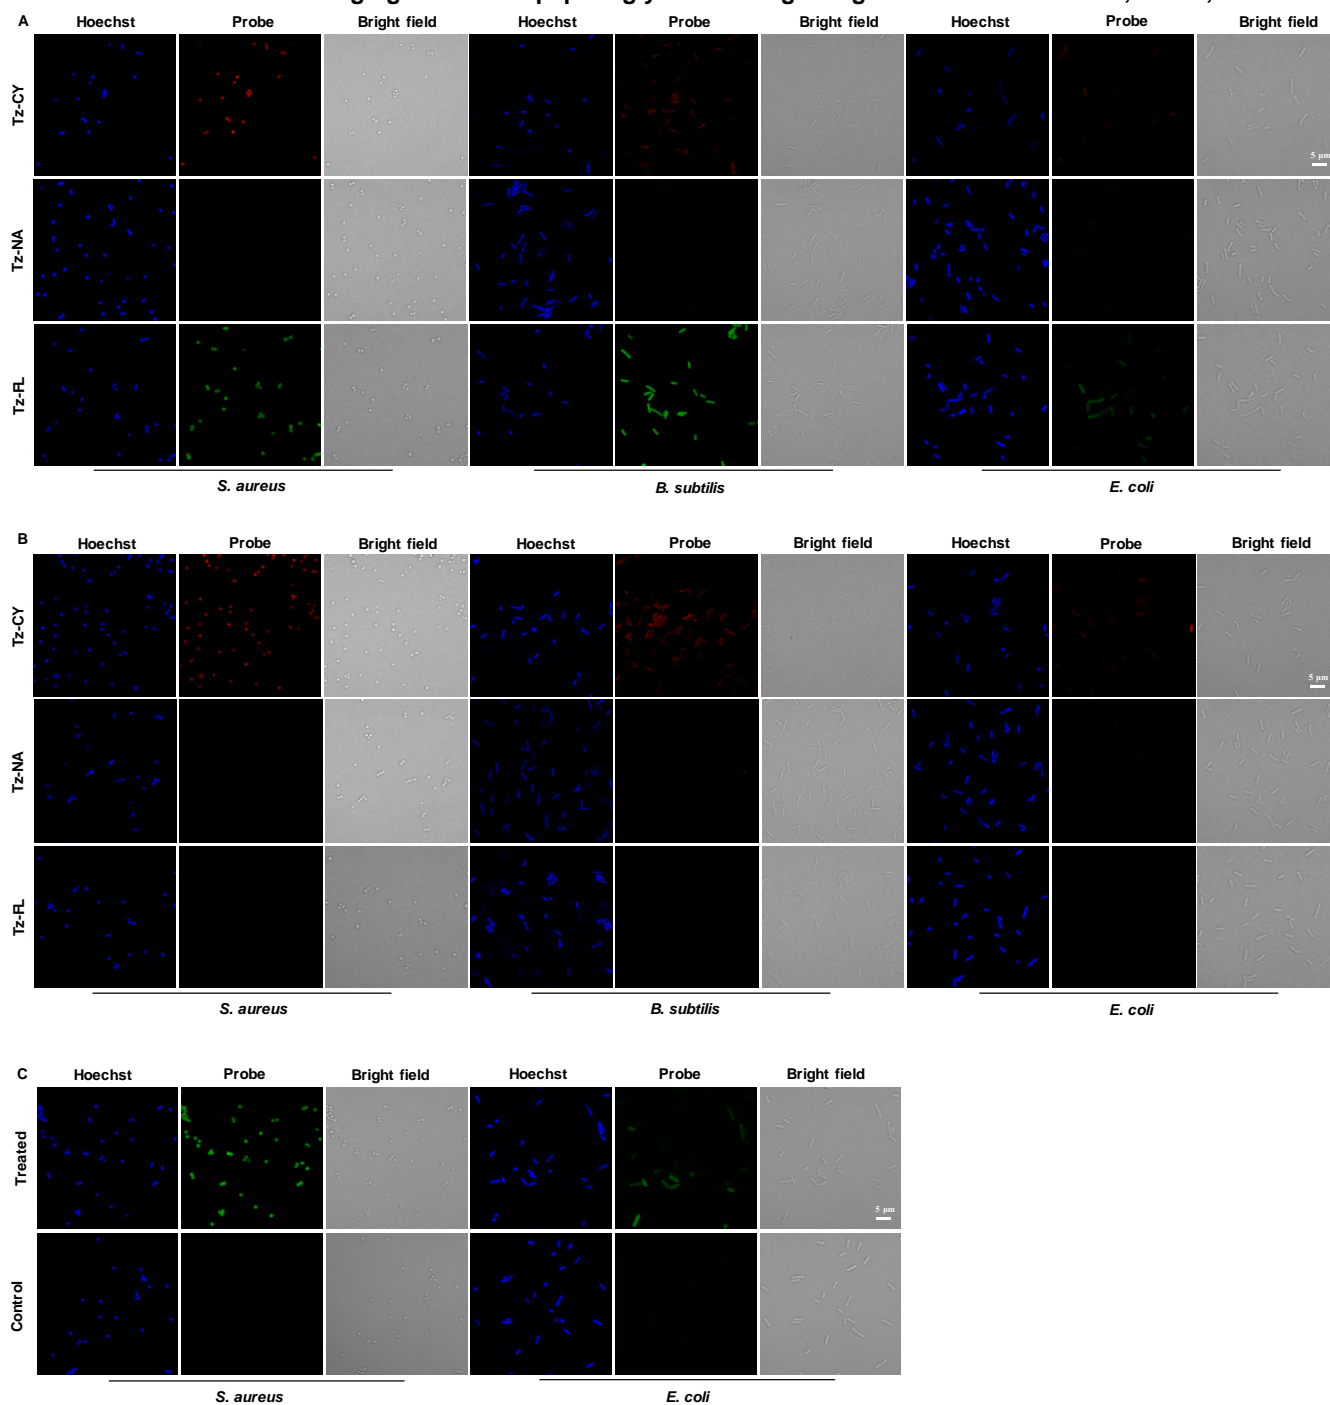 A Hoechst Probe Bright field Hoechst Probe Bright field Hoechst Probe Bright field
Tz-CY
5 μm
Tz-NA
Tz-FL
S. aureus B. subtilis E. coli
B Hoechst Probe Bright field Hoechst Probe Bright field Hoechst Probe Bright field
Tz-CY
5 μm
Tz-NA
Tz-FL
S. aureus B. subtilis E. coli
C Hoechst Probe Bright field Hoechst Probe Bright field
Treated
5 μm
Control
S. aureus E. coli